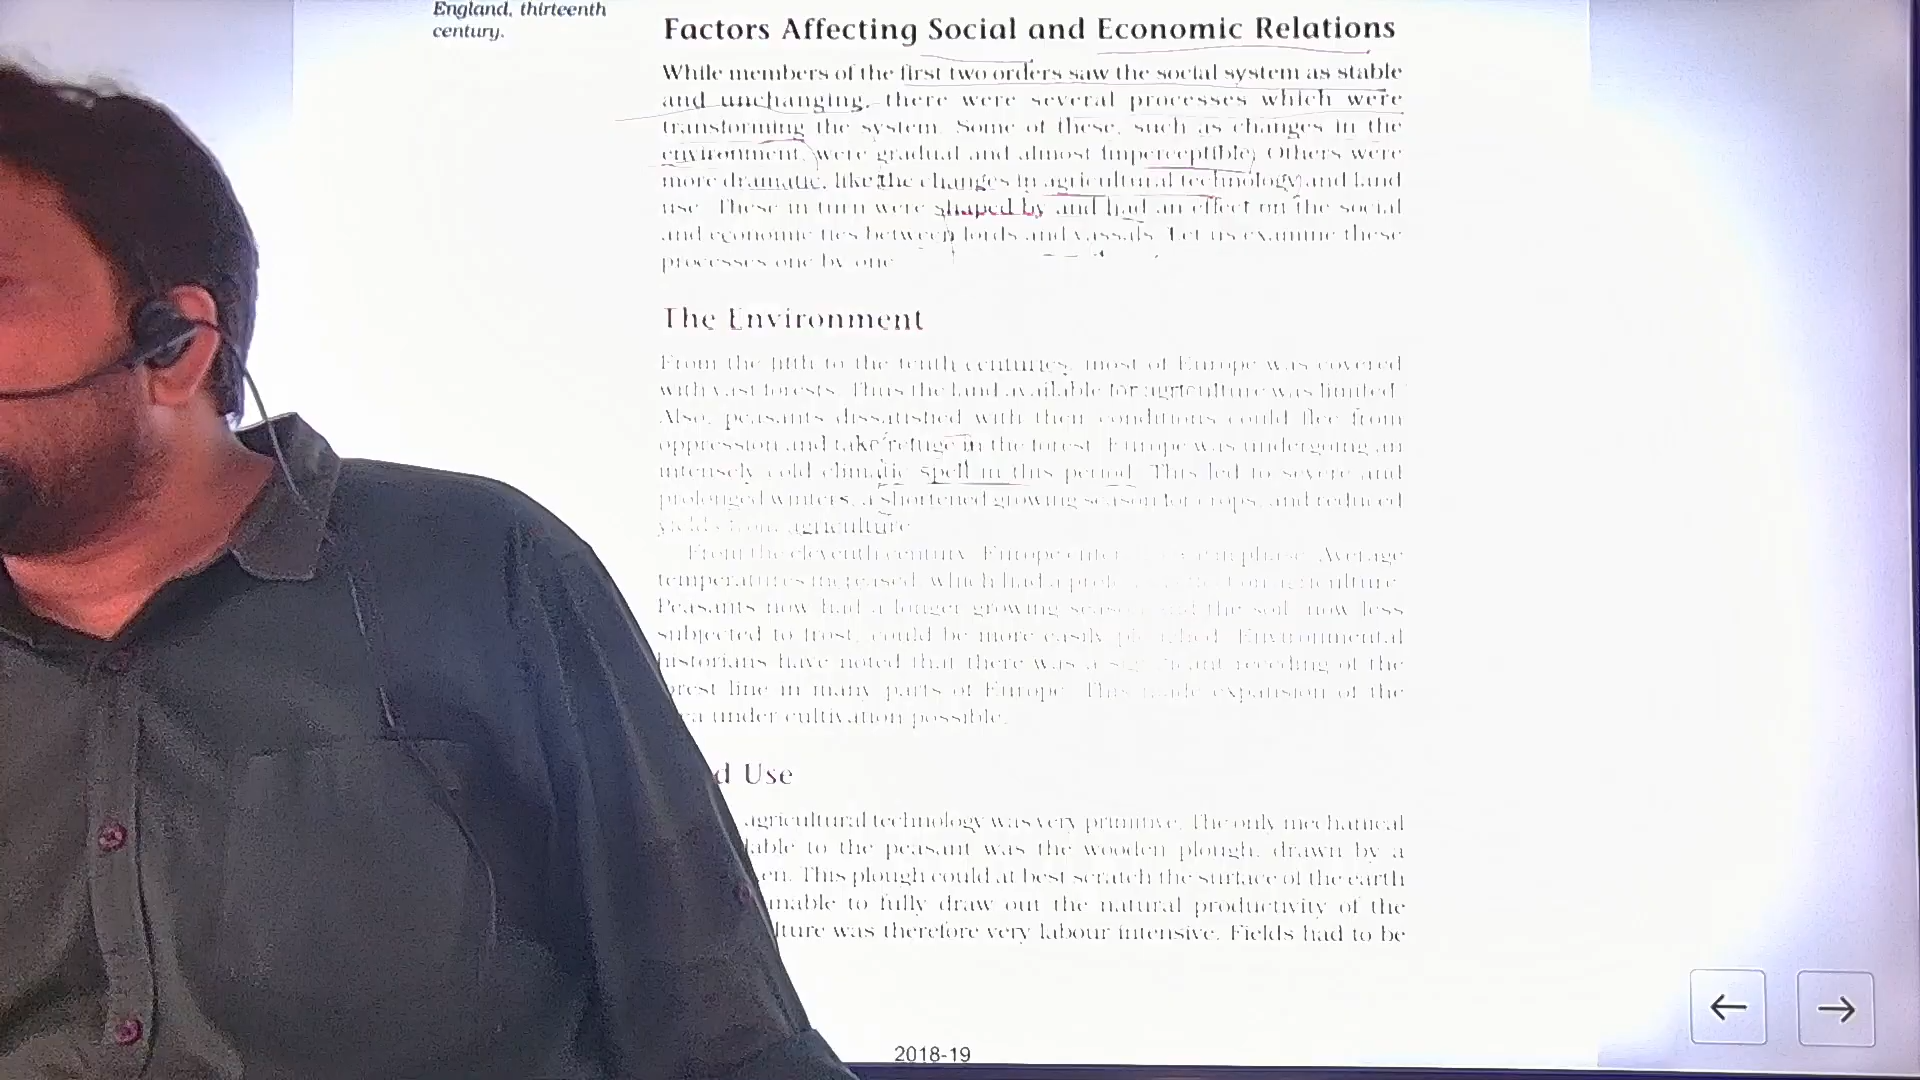 England, thirteenth
century.
Factors Affecting Social and Economic Relations
While members of the first two orders saw the social system as stable
and unchanging, there were several processes which were
transforming the system. Some of these, such as changes in the
environment, were gradual and almost imperceptible. Others were
more dramatic, like the changes in agricultural technology and land
use. These in turn were shaped by and had an effect on the social
and economic ties between lords and vassals. Let us examine these
processes one by one.
The Environment
From the fifth to the tenth centuries, most of Europe was covered
with vast forests. Thus the land available for agriculture was limited.
Also, peasants dissatisfied with their conditions could flee from
oppression and take refuge in the forest. Europe was undergoing an
intensely cold climatic spell in this period. This led to severe and
prolonged winters, a shortened growing season for crops, and reduced
yields from agriculture.
From the eleventh century, Europe warm phase. Average
temperatures increased, which had a on agriculture.
Peasants now had a longer growing the soil, now less
subjected to frost, could be more easily Environmental
historians have noted that there was a receding of the
orest line in many parts of Europe. This expansion of the
a under cultivation possible.
d Use
agricultural technology was very primitive. The only mechanical
lable to the peasant was the wooden plough, drawn by a
en. This plough could at best scratch the surface of the earth
unable to fully draw out the natural productivity of the
lture was therefore very labour intensive. Fields had to be
2018-19